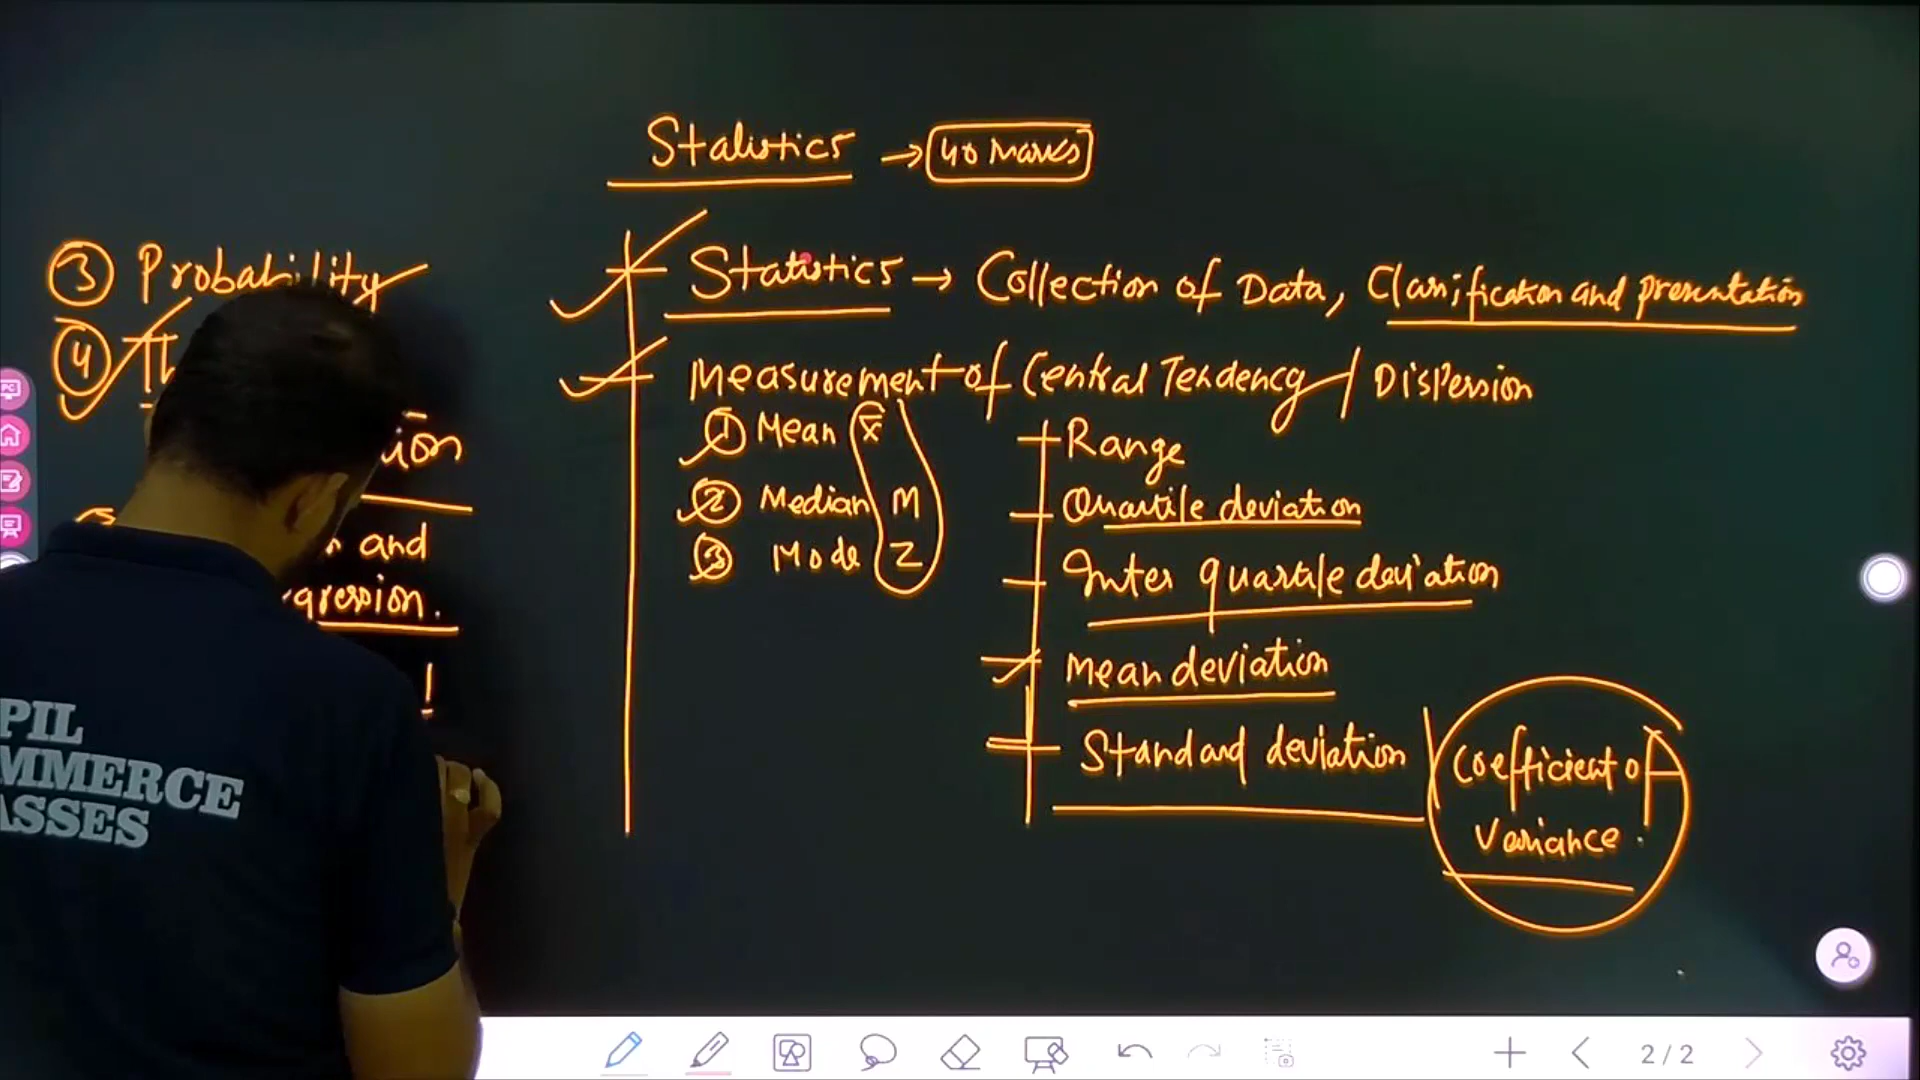 Statistics → 40 Marks
③ Probability
④ Th
and
gression.
!
Statistics → Collection of Data, Classification and presentation
Measurement of Central Tendency / Dispersion
① Mean x̄
② Median M
③ Mode Z
Range
Quartile deviation
Inter quartile deviation
Mean deviation
Standard deviation
Coefficient of
Variance.
PIL
MMERCE
ASSES
2/2